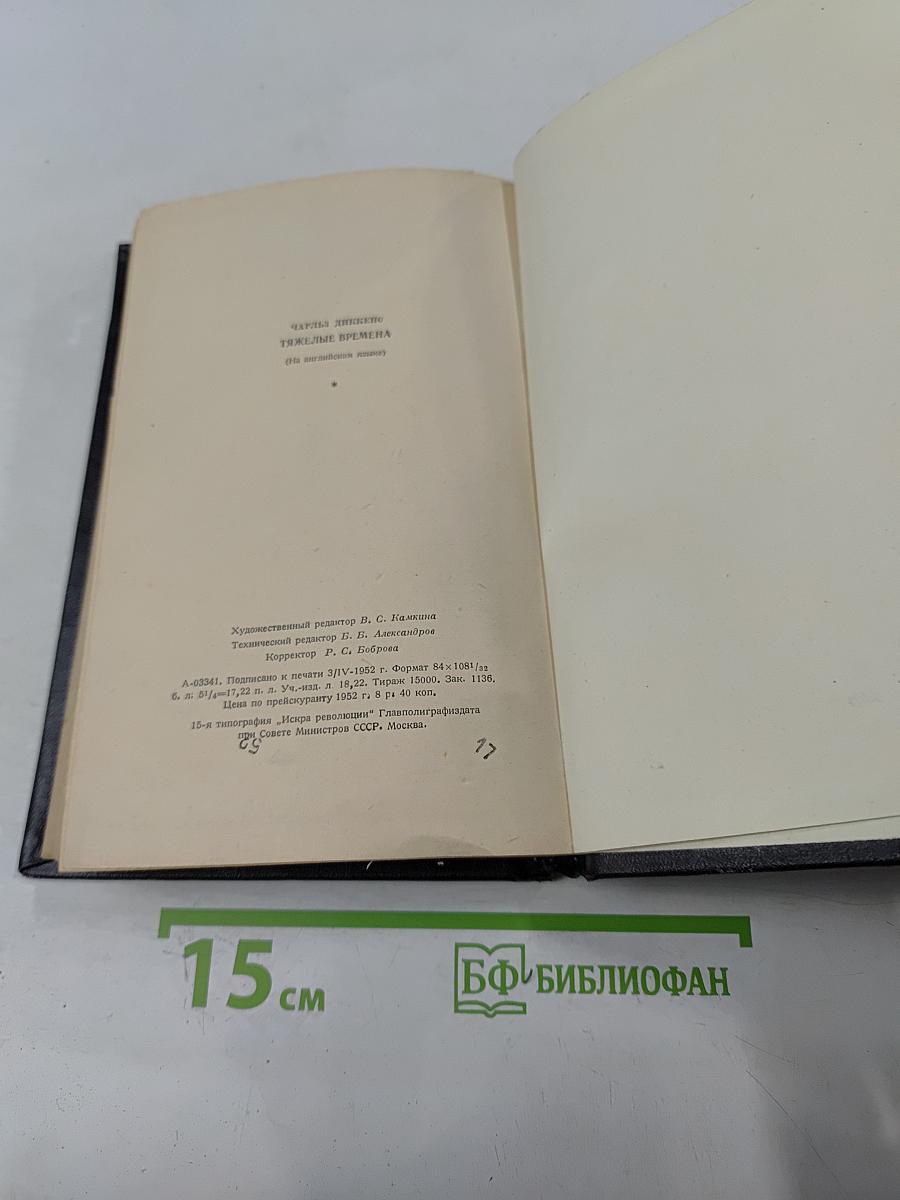 ЧАРЛЬЗ ДИККЕНС
ТЯЖЕЛЫЕ ВРЕМЕНА
(На английском языке)
*
Художественный редактор В. С. Камкина
Технический редактор Б. Б. Александров
Корректор Р. С. Боброва
А-03341. Подписано к печати 3/IV-1952 г. Формат 84×108¹/₃₂
б. л. 5¹/₄=17,22 п. л. Уч.-изд. л. 18,22. Тираж 15000. Зак. 1136.
Цена по прейскуранту 1952 г. 8 р. 40 коп.
15-я типография „Искра революции" Главполиграфиздата
при Совете Министров СССР. Москва.
15 см
БФ БИБЛИОФАН